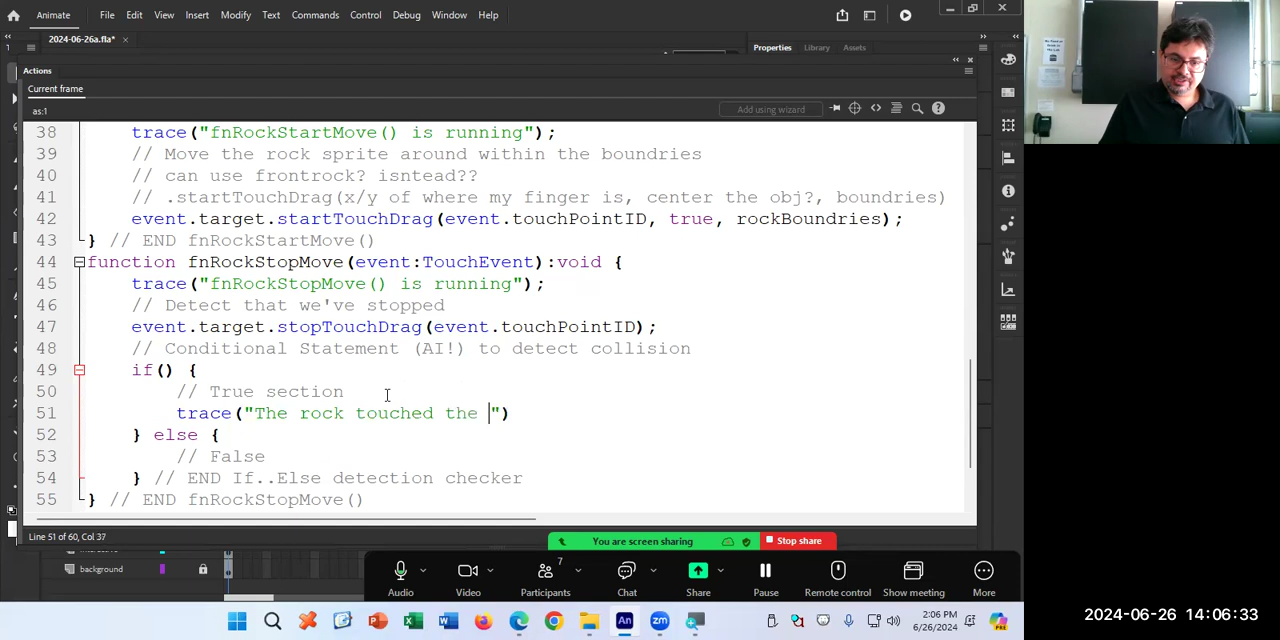 Animate File Edit View Insert Modify Text Commands Control Debug Window Help
2024-06-26a.fla* ×
Properties Library Assets
Actions
Current frame
as:1
Add using wizard
38 trace("fnRockStartMove() is running");
39 // Move the rock sprite around within the boundries
40 // can use frontrock? isntead??
41 // .startTouchDrag(x/y of where my finger is, center the obj?, boundries)
42 event.target.startTouchDrag(event.touchPointID, true, rockBoundries);
43 } // END fnRockStartMove()
44 function fnRockStopMove(event:TouchEvent):void {
45 trace("fnRockStopMove() is running");
46 // Detect that we've stopped
47 event.target.stopTouchDrag(event.touchPointID);
48 // Conditional Statement (AI!) to detect collision
49 if() {
50 // True section
51 trace("The rock touched the ")
52 } else {
53 // False
54 } // END If..Else detection checker
55 } // END fnRockStopMove()
Line 51 of 60, Col 37
You are screen sharing
Stop share
background
7
Audio Video Participants Chat Share Pause Remote control Show meeting More
2:06 PM
6/26/2024
2024-06-26 14:06:33